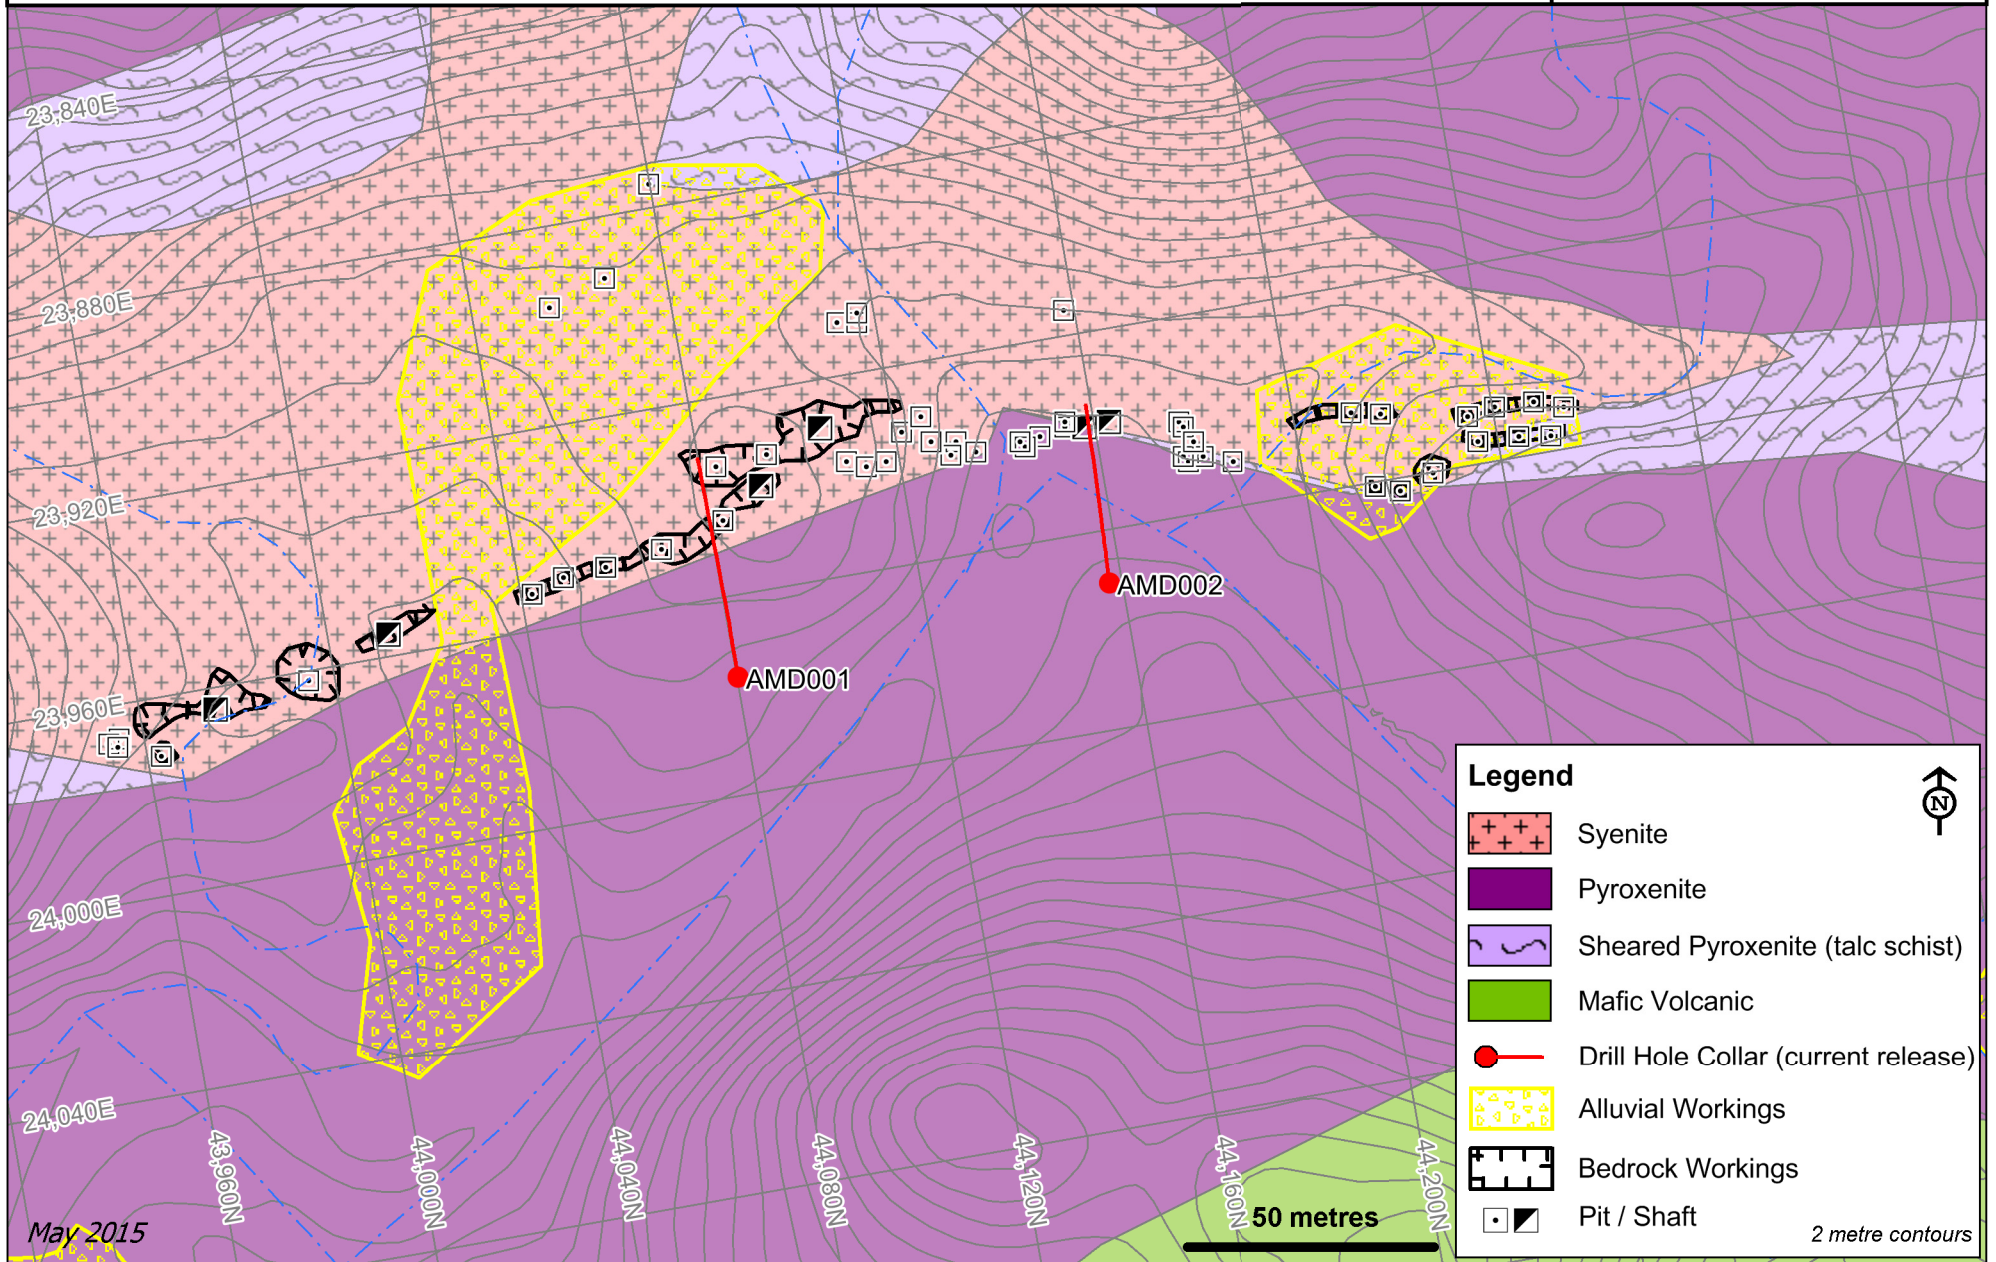 23,840E
23,880E
23,920E
23,960E
24,000E
24,040E
43,960N
44,000N
44,040N
44,080N
44,120N
44,160N
44,200N
AMD001
AMD002
May 2015
50 metres
Legend
N
Syenite
Pyroxenite
Sheared Pyroxenite (talc schist)
Mafic Volcanic
Drill Hole Collar (current release)
Alluvial Workings
Bedrock Workings
Pit / Shaft
2 metre contours